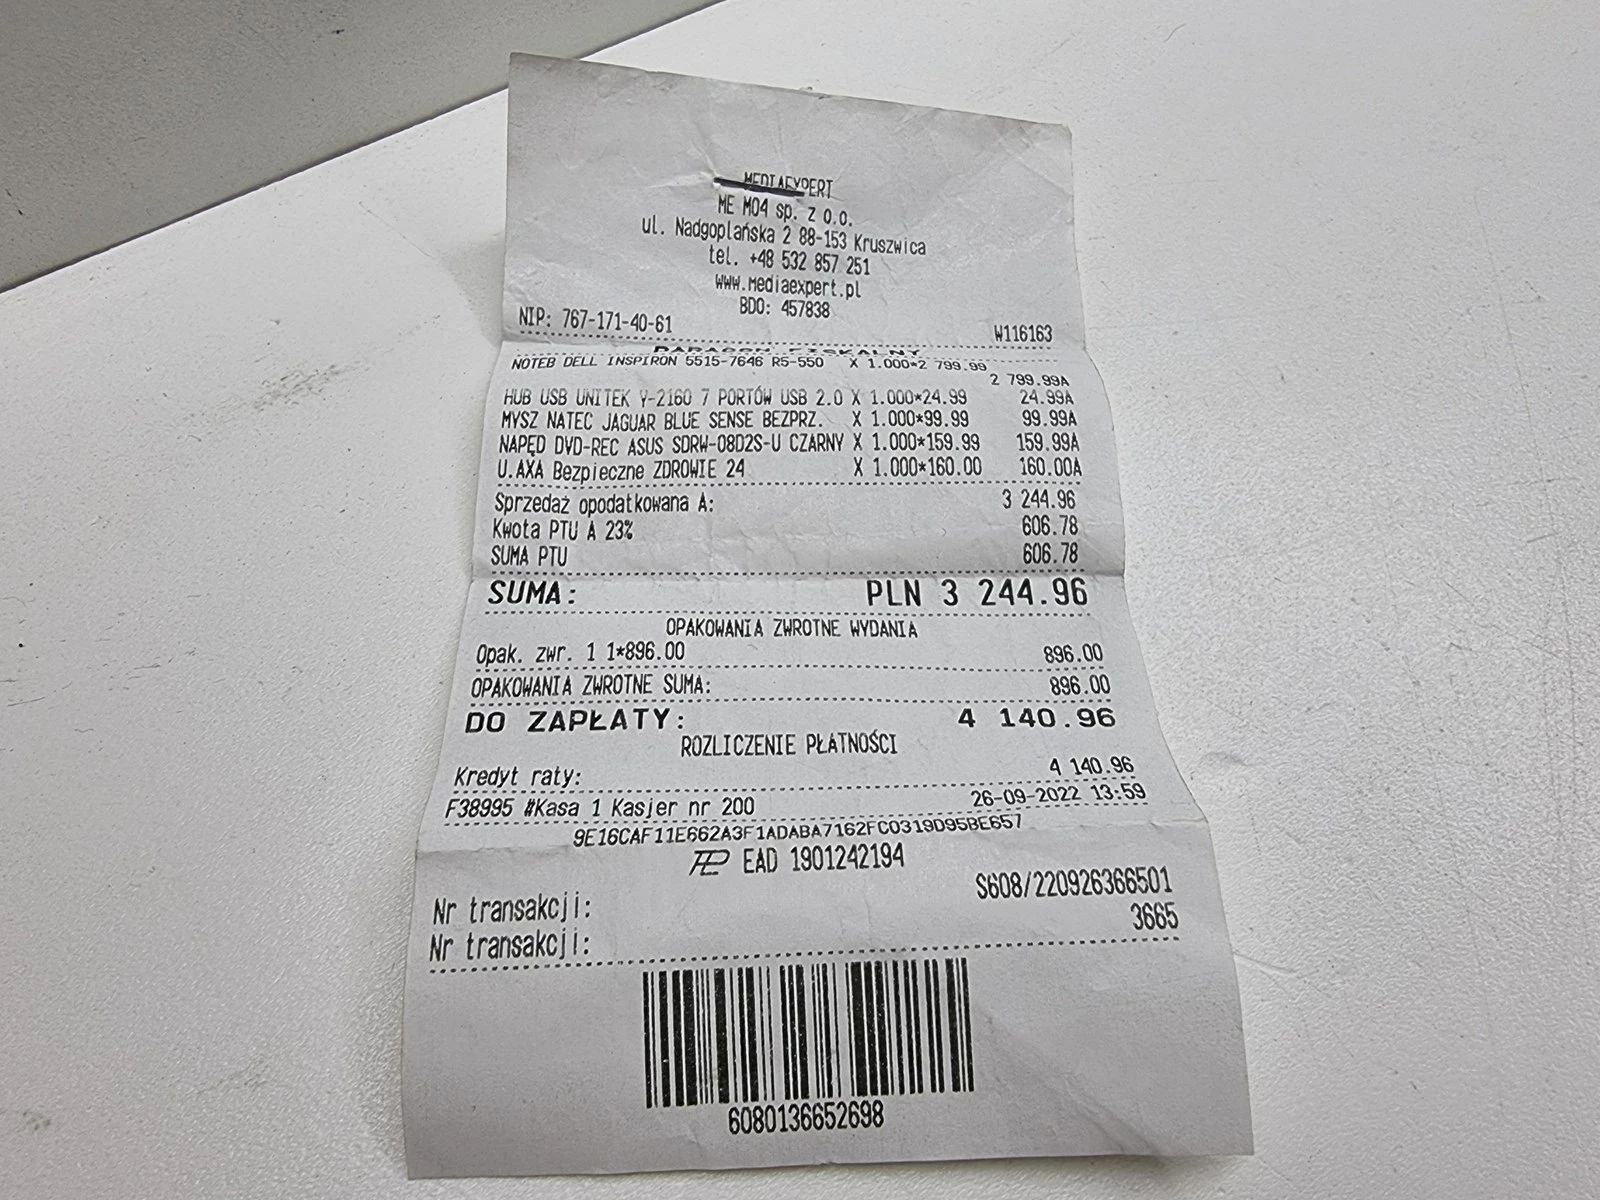 MEDIAEXPERT
ME M04 sp. z o.o.
ul. Nadgoplańska 2 88-153 Kruszwica
tel. +48 532 857 251
www.mediaexpert.pl
BDO: 457838
NIP: 767-171-40-61 W116163
PARAGON FISKALNY
NOTEB DELL INSPIRON 5515-7646 R5-550 X 1.000*2 799.99
2 799.99A
HUB USB UNITEK Y-2160 7 PORTÓW USB 2.0 X 1.000*24.99 24.99A
MYSZ NATEC JAGUAR BLUE SENSE BEZPRZ. X 1.000*99.99 99.99A
NAPĘD DVD-REC ASUS SDRW-08D2S-U CZARNY X 1.000*159.99 159.99A
U.AXA Bezpieczne ZDROWIE 24 X 1.000*160.00 160.00A
Sprzedaż opodatkowana A: 3 244.96
Kwota PTU A 23% 606.78
SUMA PTU 606.78
SUMA: PLN 3 244.96
OPAKOWANIA ZWROTNE WYDANIA
Opak. zwr. 1 1*896.00 896.00
OPAKOWANIA ZWROTNE SUMA: 896.00
DO ZAPŁATY: 4 140.96
ROZLICZENIE PŁATNOŚCI
Kredyt raty: 4 140.96
F38995 #Kasa 1 Kasjer nr 200 26-09-2022 13:59
9E16CAF11E662A3F1ADABA7162FC0319D95BE657
EAD 1901242194
Nr transakcji: S608/220926366501
Nr transakcji: 3665
6080136652698